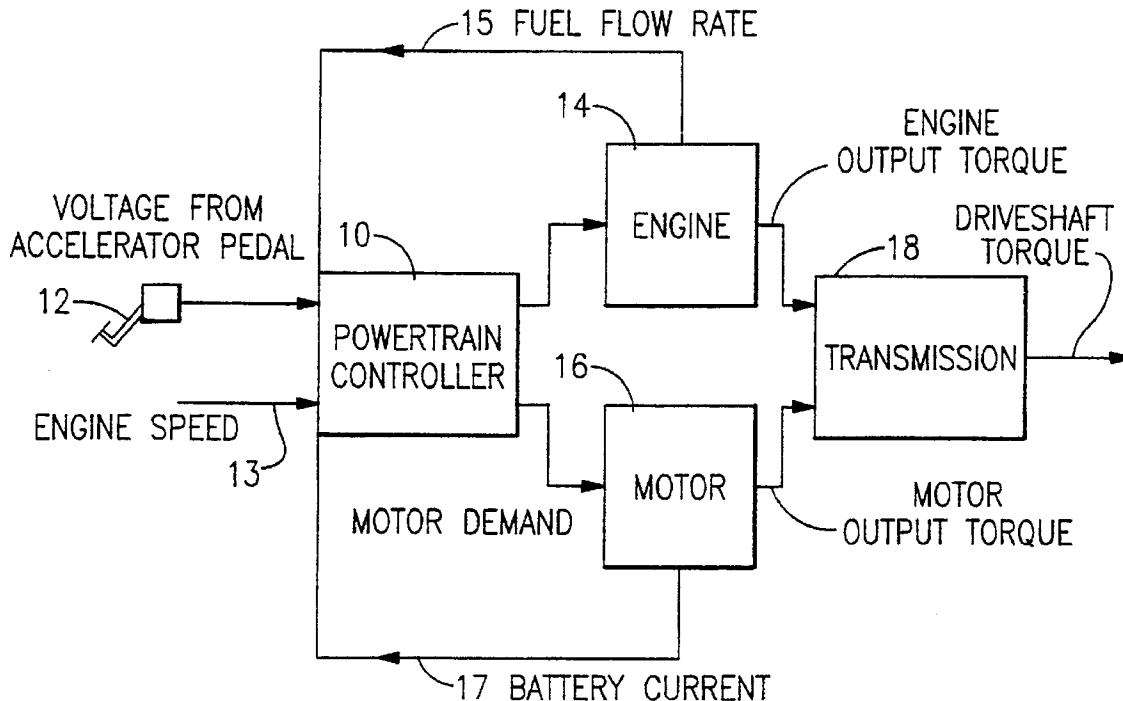 15 FUEL FLOW RATE
14
ENGINE
OUTPUT TORQUE
VOLTAGE FROM
ACCELERATOR PEDAL
10
ENGINE
DRIVESHAFT
TORQUE
18
12
POWERTRAIN
CONTROLLER
TRANSMISSION
16
ENGINE SPEED
13
MOTOR DEMAND
MOTOR
MOTOR
OUTPUT TORQUE
17 BATTERY CURRENT